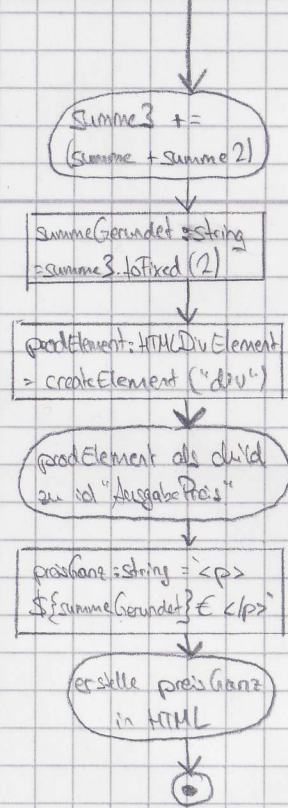 summe3 +=
(summe + summe2)
summeGerundet :string
=summe3.toFixed(2)
prodElement: HTMLDivElement
= createElement ("div")
prodElement als child
zu id "AusgabePreis"
preisGanz :string = `<p>
${summeGerundet}€ </p>`
erstelle preisGanz
in HTML